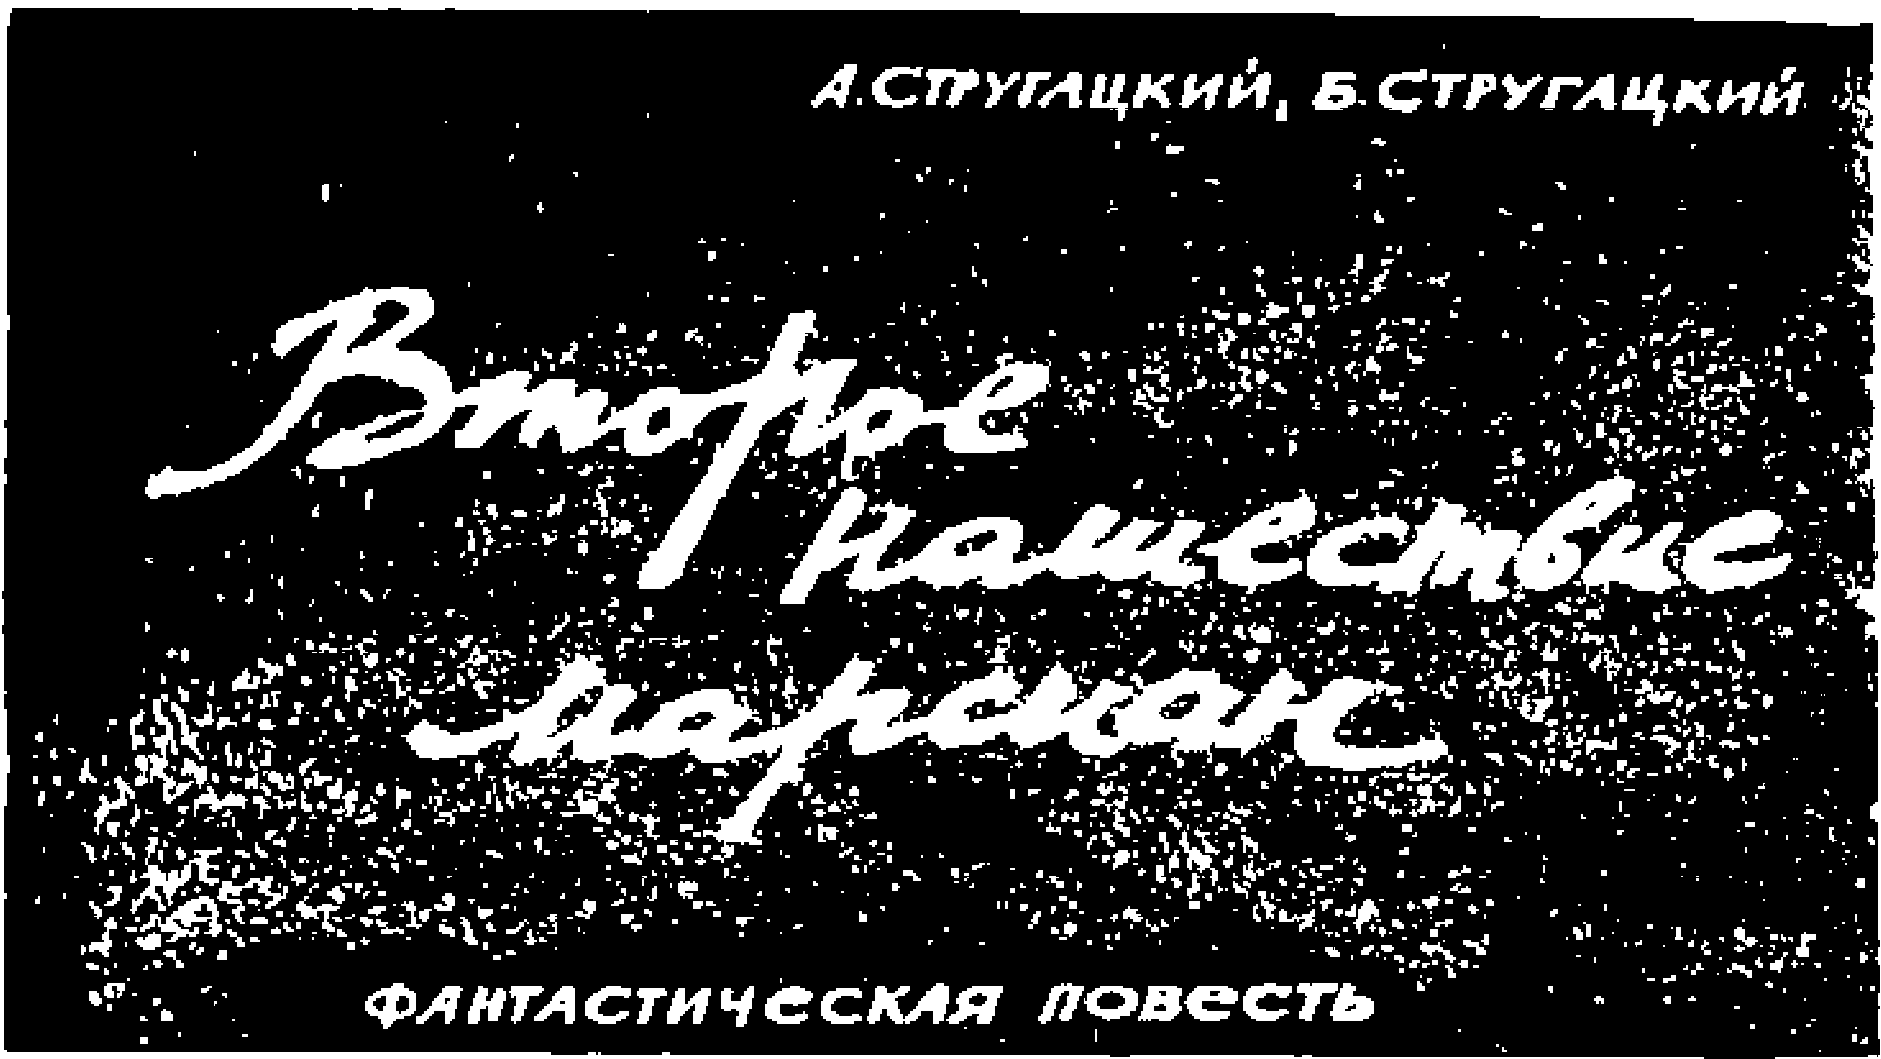 А. СТРУГАЦКИЙ, Б. СТРУГАЦКИЙ
Второе
нашествие
марсиан
ФАНТАСТИЧЕСКАЯ ПОВЕСТЬ